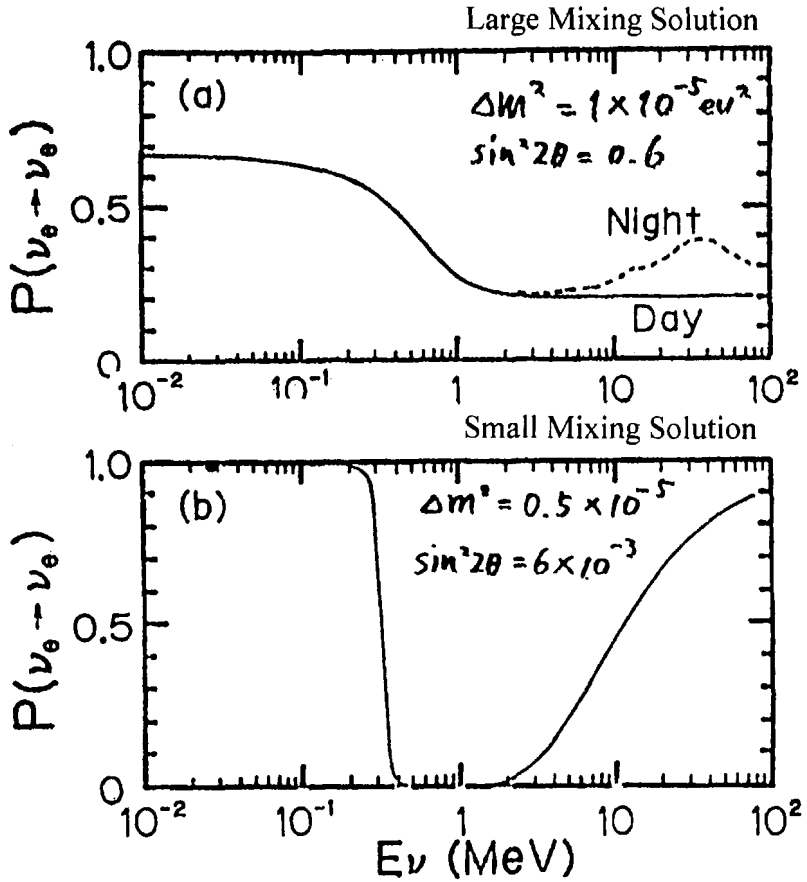 Large Mixing Solution
1.0
(a)
Δm² = 1 × 10⁻⁵ ev²
sin²2θ = 0.6
P(νe → νe)
0.5
Night
Day
0
10⁻² 10⁻¹ 1 10 10²
Small Mixing Solution
1.0
(b)
Δm² = 0.5 × 10⁻⁵
sin²2θ = 6 × 10⁻³
P(νe → νe)
0.5
0
10⁻² 10⁻¹ 1 10 10²
Eν (MeV)